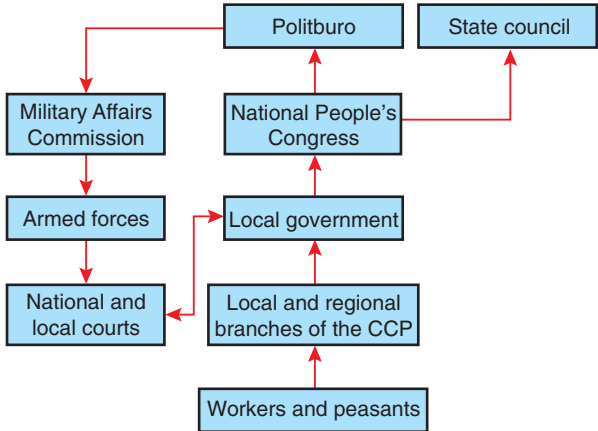 Politburo
State council
Military Affairs
Commission
National People's
Congress
Armed forces
Local government
National and
local courts
Local and regional
branches of the CCP
Workers and peasants